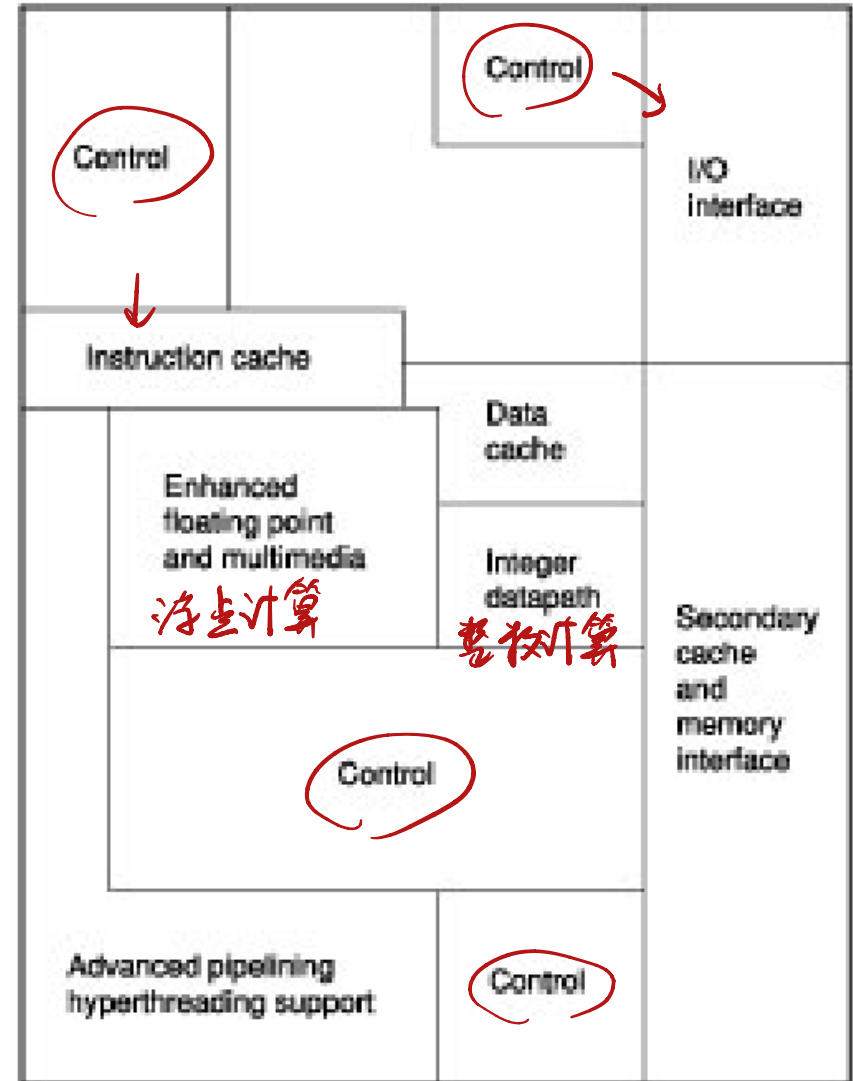 Control
Control
I/O
interface
Instruction cache
Data
cache
Enhanced
floating point
and multimedia
浮点计算
Integer
datapath
整数计算
Secondary
cache
and
memory
interface
Control
Advanced pipelining
hyperthreading support
Control